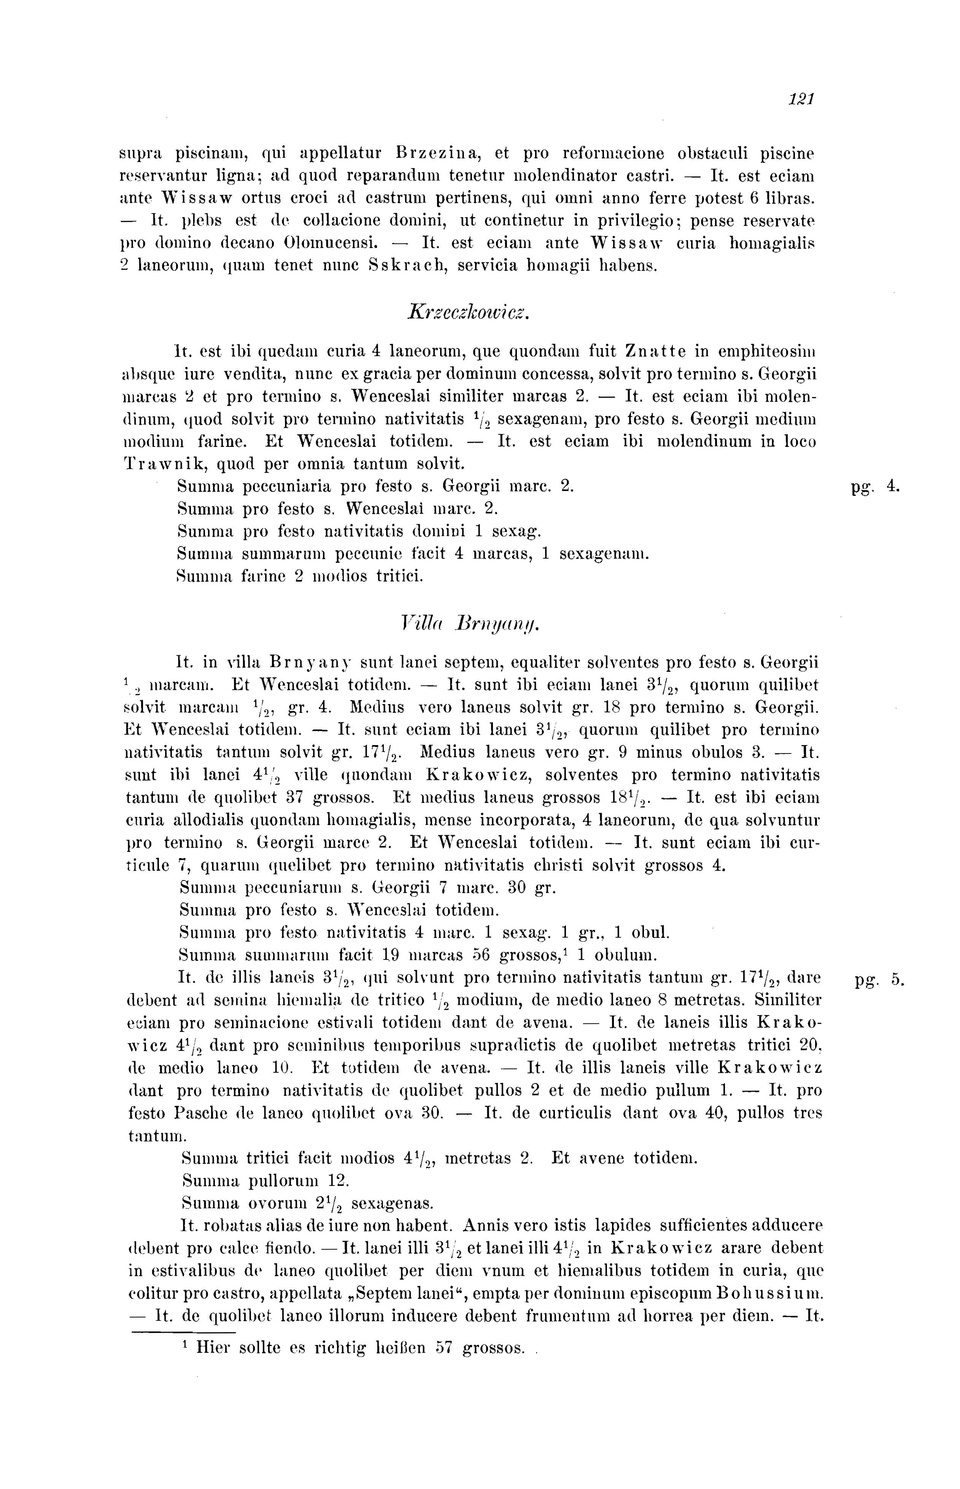 121
supra piscinam, qui appellatur Brzezina, et pro reformacione obstaculi piscine
reservantur ligna; ad quod reparandum tenetur molendinator castri. — It. est eciam
ante Wissaw ortus croci ad castrum pertinens, qui omni anno ferre potest 6 libras.
— It. plebs est de collacione domini, ut continetur in privilegio; pense reservate
pro domino decano Olomucensi. — It. est eciam ante Wissaw curia homagialis
2 laneorum, quam tenet nunc Sskrach, servicia homagii habens.
Krzeczkowicz.
It. est ibi quedam curia 4 laneorum, que quondam fuit Znatte in emphiteosim
absque iure vendita, nunc ex gracia per dominum concessa, solvit pro termino s. Georgii
marcas 2 et pro termino s. Wenceslai similiter marcas 2. — It. est eciam ibi molen-
dinum, quod solvit pro termino nativitatis 1/2 sexagenam, pro festo s. Georgii medium
modium farine. Et Wenceslai totidem. — It. est eciam ibi molendinum in loco
Trawnik, quod per omnia tantum solvit.
Summa peccuniaria pro festo s. Georgii marc. 2. pg. 4.
Summa pro festo s. Wenceslai marc. 2.
Summa pro festo nativitatis domini 1 sexag.
Summa summarum peccunie facit 4 marcas, 1 sexagenam.
Summa farine 2 modios tritici.
Villa Brnyany.
It. in villa Brnyany sunt lanei septem, equaliter solventes pro festo s. Georgii
1/2 marcam. Et Wenceslai totidem. — It. sunt ibi eciam lanei 3 1/2, quorum quilibet
solvit marcam 1/2, gr. 4. Medius vero laneus solvit gr. 18 pro termino s. Georgii.
Et Wenceslai totidem. — It. sunt eciam ibi lanei 3 1/2, quorum quilibet pro termino
nativitatis tantum solvit gr. 17 1/2. Medius laneus vero gr. 9 minus obulos 3. — It.
sunt ibi lanei 4 1/2 ville quondam Krakowicz, solventes pro termino nativitatis
tantum de quolibet 37 grossos. Et medius laneus grossos 18 1/2. — It. est ibi eciam
curia allodialis quondam homagialis, mense incorporata, 4 laneorum, de qua solvuntur
pro termino s. Georgii marce 2. Et Wenceslai totidem. — It. sunt eciam ibi cur-
ticule 7, quarum quelibet pro termino nativitatis christi solvit grossos 4.
Summa peccuniarum s. Georgii 7 marc. 30 gr.
Summa pro festo s. Wenceslai totidem.
Summa pro festo nativitatis 4 marc. 1 sexag. 1 gr., 1 obul.
Summa summarum facit 19 marcas 56 grossos,1 1 obulum.
It. de illis laneis 3 1/2, qui solvunt pro termino nativitatis tantum gr. 17 1/2, dare pg. 5.
debent ad semina hiemalia de tritico 1/2 modium, de medio laneo 8 metretas. Similiter
eciam pro seminacione estivali totidem dant de avena. — It. de laneis illis Krako-
wicz 4 1/2 dant pro seminibus temporibus supradictis de quolibet metretas tritici 20,
de medio laneo 10. Et totidem de avena. — It. de illis laneis ville Krakowicz
dant pro termino nativitatis de quolibet pullos 2 et de medio pullum 1. — It. pro
festo Pasche de laneo quolibet ova 30. — It. de curticulis dant ova 40, pullos tres
tantum.
Summa tritici facit modios 4 1/2, metretas 2. Et avene totidem.
Summa pullorum 12.
Summa ovorum 2 1/2 sexagenas.
It. robatas alias de iure non habent. Annis vero istis lapides sufficientes adducere
debent pro calce fiendo. — It. lanei illi 3 1/2 et lanei illi 4 1/2 in Krakowicz arare debent
in estivalibus de laneo quolibet per diem vnum et hiemalibus totidem in curia, que
colitur pro castro, appellata „Septem lanei“, empta per dominum episcopum Bohussium.
— It. de quolibet laneo illorum inducere debent frumentum ad horrea per diem. — It.
1 Hier sollte es richtig heißen 57 grossos.